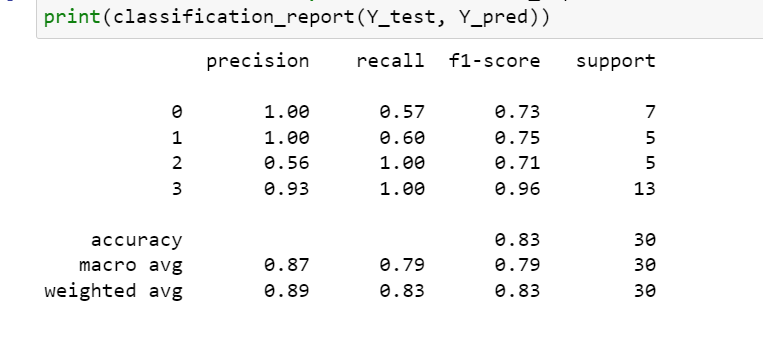 print(classification_report(Y_test, Y_pred))
precision recall f1-score support
0 1.00 0.57 0.73 7
1 1.00 0.60 0.75 5
2 0.56 1.00 0.71 5
3 0.93 1.00 0.96 13
accuracy 0.83 30
macro avg 0.87 0.79 0.79 30
weighted avg 0.89 0.83 0.83 30